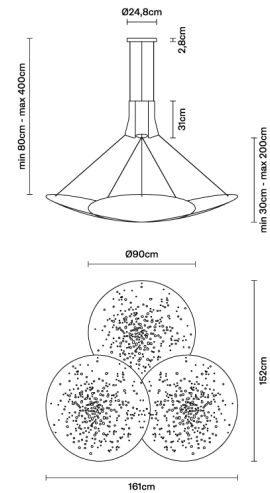 Ø24,8cm
2,8cm
min 80cm - max 400cm
31cm
min 30cm - max 200cm
Ø90cm
152cm
161cm